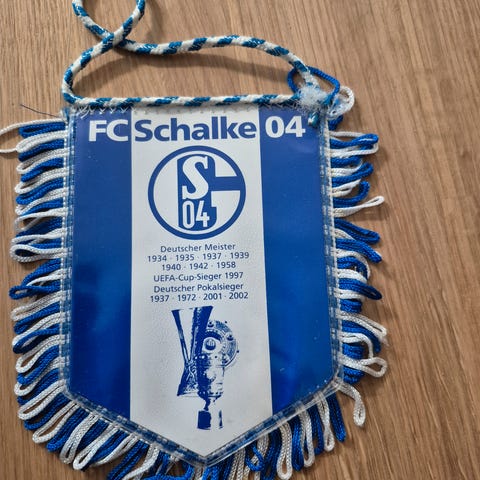 FC Schalke 04
S
04
Deutscher Meister
1934 · 1935 · 1937 · 1939
1940 · 1942 · 1958
UEFA-Cup-Sieger 1997
Deutscher Pokalsieger
1937 · 1972 · 2001 · 2002